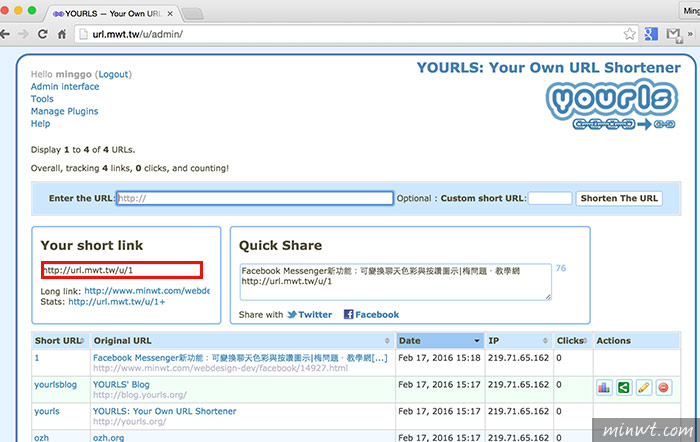 YOURLS — Your Own URL
Ming
url.mwt.tw/u/admin/
Hello minggo (Logout)
Admin interface
Tools
Manage Plugins
Help
YOURLS: Your Own URL Shortener
yourls
Display 1 to 4 of 4 URLs.
Overall, tracking 4 links, 0 clicks, and counting!
Enter the URL: http:// Optional : Custom short URL: Shorten The URL
Your short link
http://url.mwt.tw/u/1
Long link: http://www.minwt.com/webde
Stats: http://url.mwt.tw/u/1+
Quick Share
Facebook Messenger新功能：可變換聊天色彩與按讚圖示|梅問題．教學網
http://url.mwt.tw/u/1
76
Share with Twitter Facebook
Short URL Original URL Date IP Clicks Actions
1 Facebook Messenger新功能：可變換聊天色彩與按讚圖示|梅問題．教學網[...] Feb 17, 2016 15:18 219.71.65.162 0
http://www.minwt.com/webdesign-dev/facebook/14927.html
yourlsblog YOURLS' Blog Feb 17, 2016 15:17 219.71.65.162 0
http://blog.yourls.org/
yourls YOURLS: Your Own URL Shortener Feb 17, 2016 15:17 219.71.65.162 0
http://yourls.org/
ozh ozh.org Feb 17, 2016 15:17 219.71.65.162 0
minwt.com